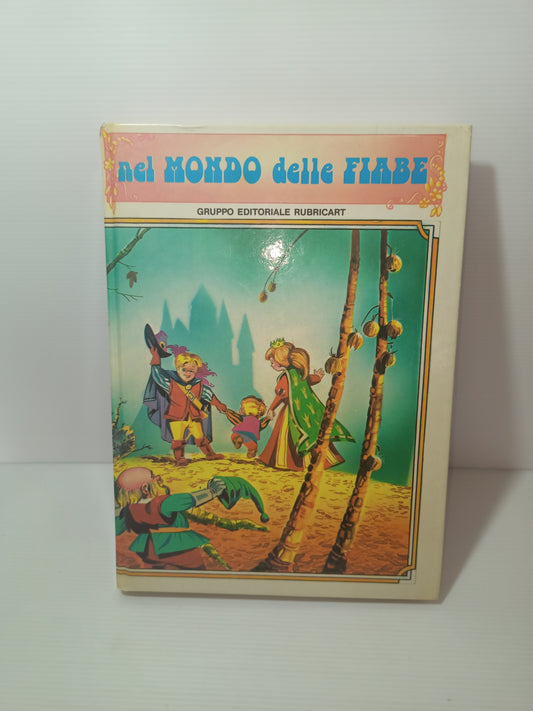 nel MONDO delle FIABE
GRUPPO EDITORIALE RUBRICART